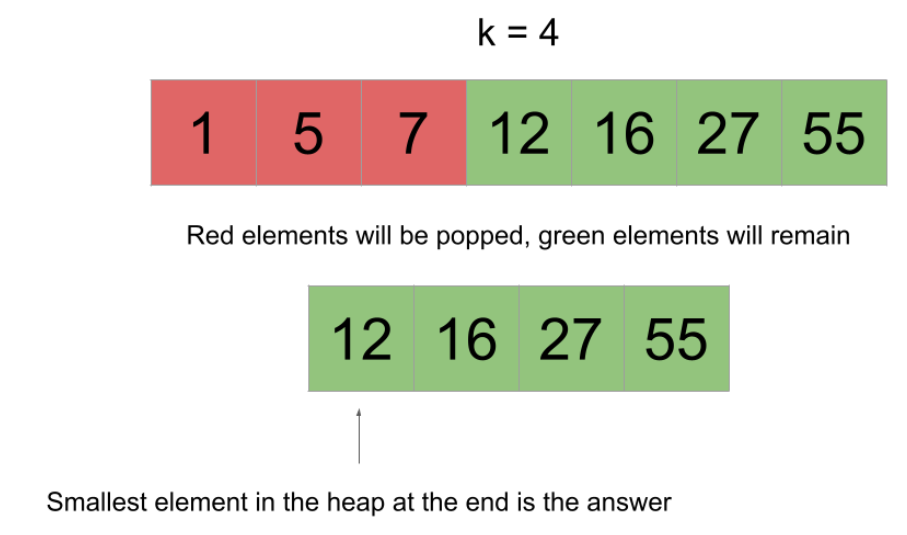 k = 4
1 5 7 12 16 27 55
Red elements will be popped, green elements will remain
12 16 27 55
Smallest element in the heap at the end is the answer